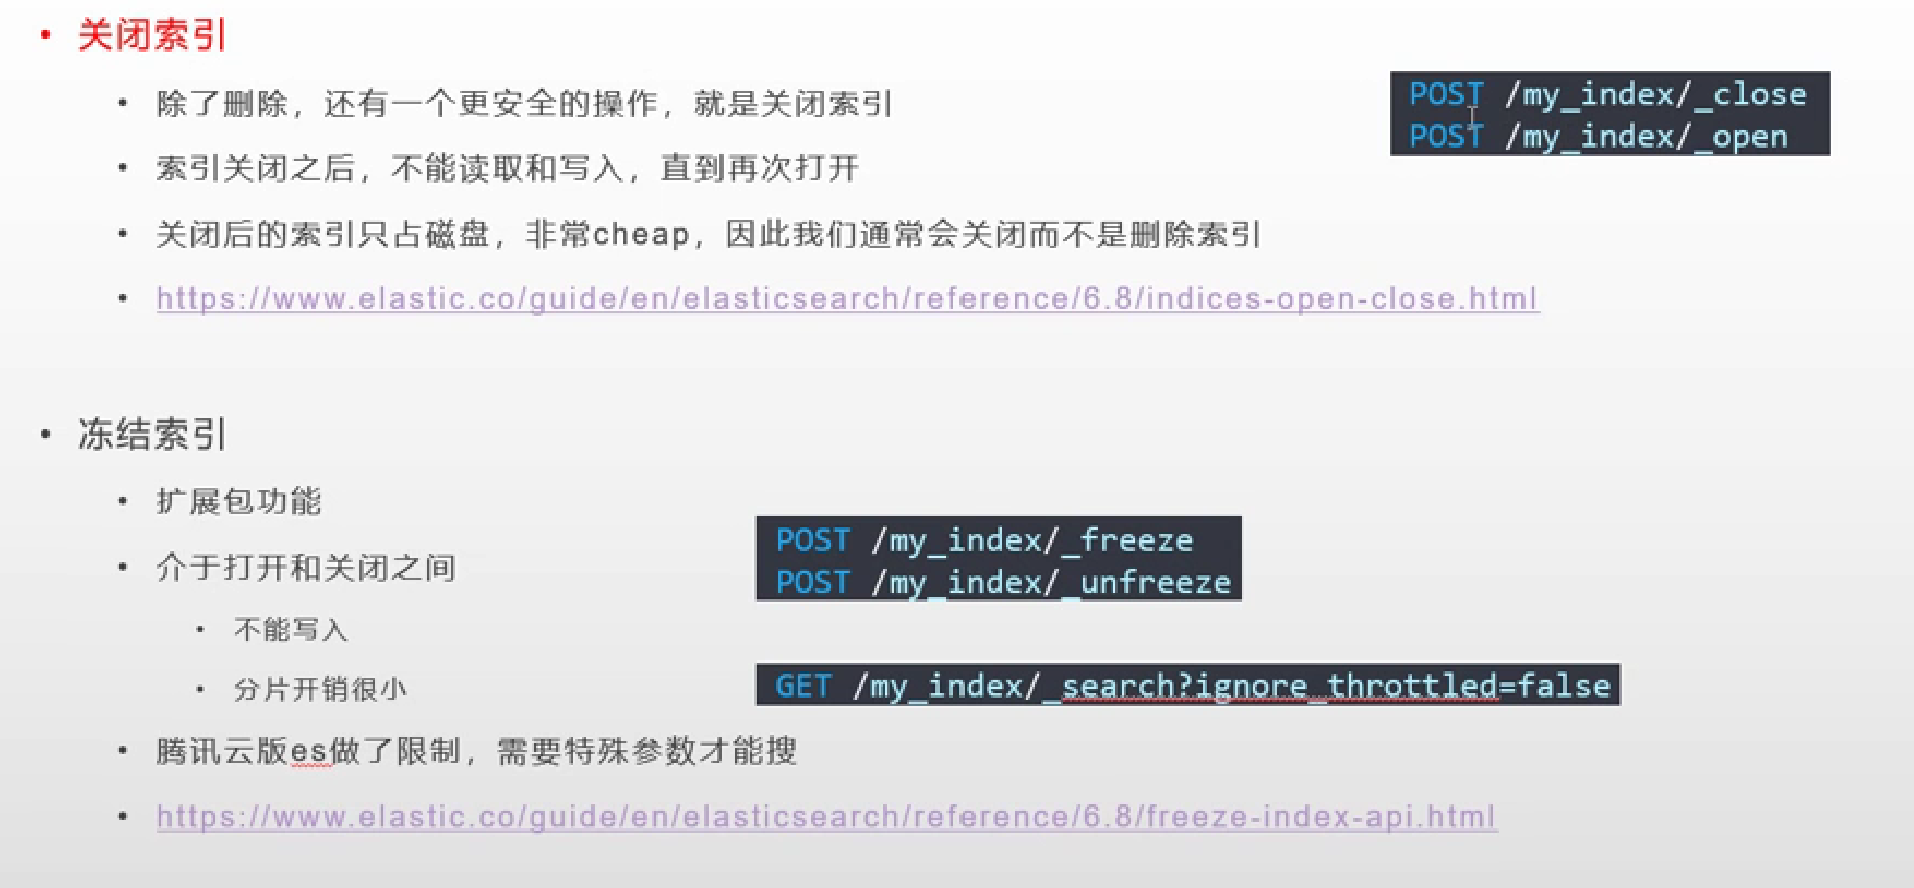 关闭索引
除了删除，还有一个更安全的操作，就是关闭索引
POST /my_index/_close
POST /my_index/_open
索引关闭之后，不能读取和写入，直到再次打开
关闭后的索引只占磁盘，非常cheap，因此我们通常会关闭而不是删除索引
https://www.elastic.co/guide/en/elasticsearch/reference/6.8/indices-open-close.html
冻结索引
扩展包功能
介于打开和关闭之间
POST /my_index/_freeze
POST /my_index/_unfreeze
不能写入
分片开销很小
GET /my_index/_search?ignore_throttled=false
腾讯云版es做了限制，需要特殊参数才能搜
https://www.elastic.co/guide/en/elasticsearch/reference/6.8/freeze-index-api.html